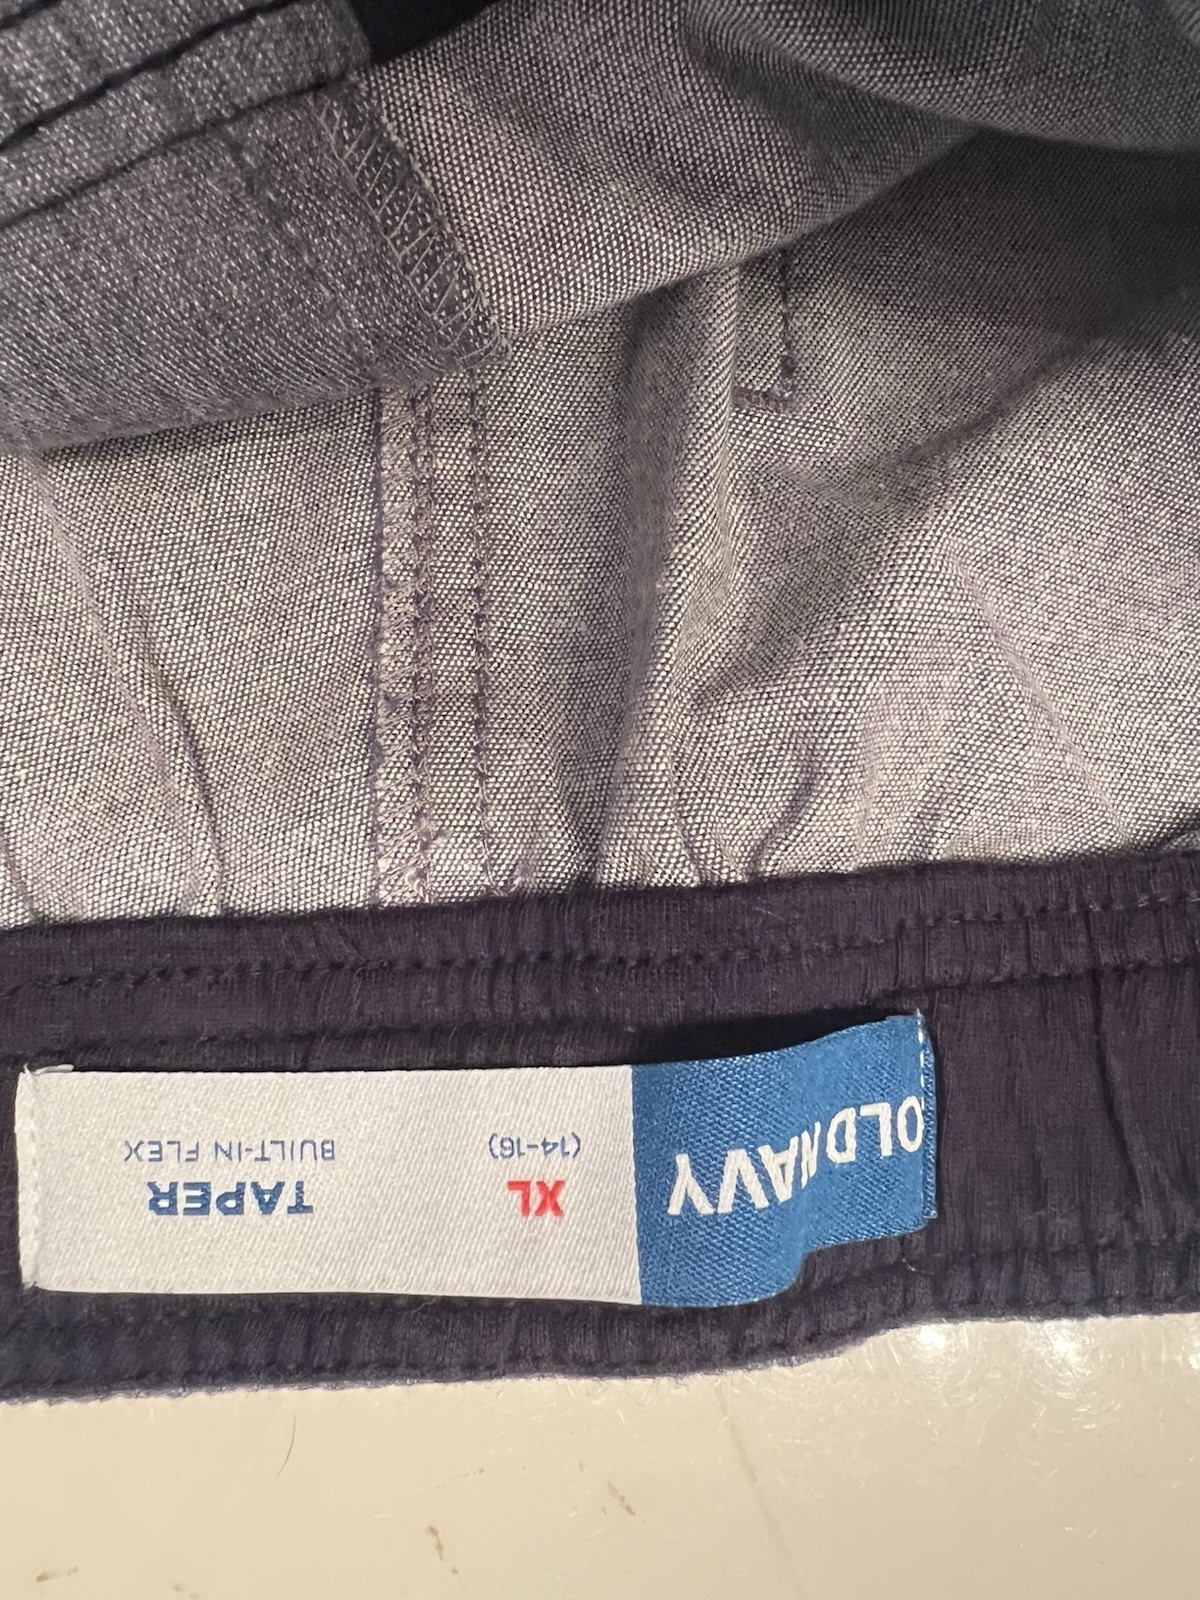 OLD NAVY
XL
(14-16)
TAPER
BUILT-IN FLEX